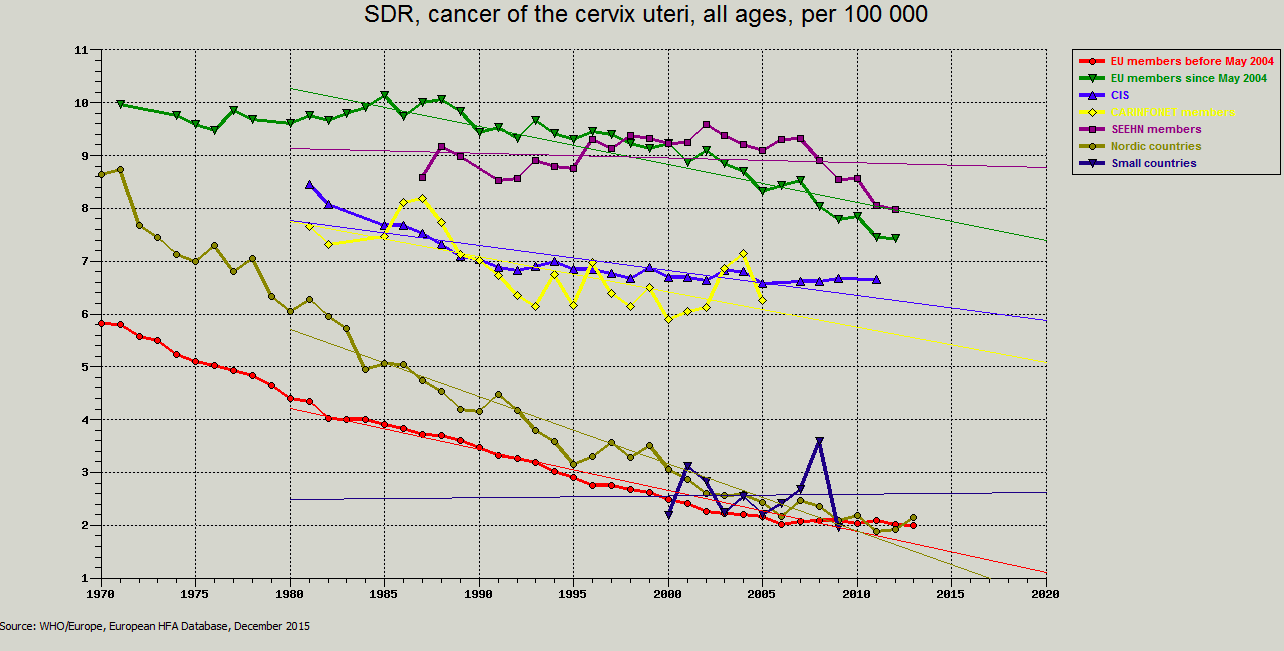 SDR, cancer of the cervix uteri, all ages, per 100 000
11
10
9
8
7
6
5
4
3
2
1
1970 1975 1980 1985 1990 1995 2000 2005 2010 2015 2020
EU members before May 2004
EU members since May 2004
CIS
CARINFONET members
SEEHN members
Nordic countries
Small countries
Source: WHO/Europe, European HFA Database, December 2015